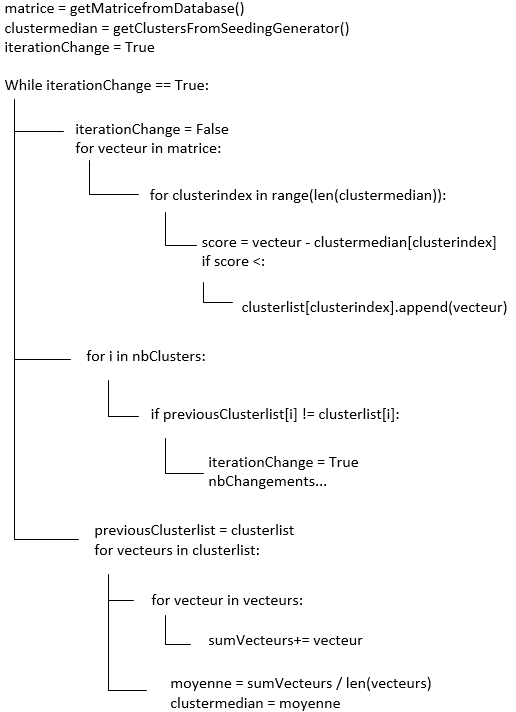 matrice = getMatricefromDatabase()
clustermedian = getClustersFromSeedingGenerator()
iterationChange = True
While iterationChange == True:
iterationChange = False
for vecteur in matrice:
for clusterindex in range(len(clustermedian)):
score = vecteur - clustermedian[clusterindex]
if score <:
clusterlist[clusterindex].append(vecteur)
for i in nbClusters:
if previousClusterlist[i] != clusterlist[i]:
iterationChange = True
nbChangements...
previousClusterlist = clusterlist
for vecteurs in clusterlist:
for vecteur in vecteurs:
sumVecteurs+= vecteur
moyenne = sumVecteurs / len(vecteurs)
clustermedian = moyenne